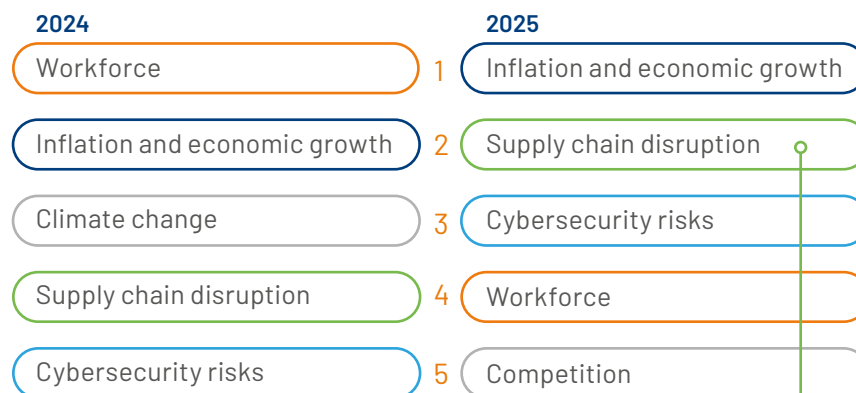 2024 2025
Workforce 1 Inflation and economic growth
Inflation and economic growth 2 Supply chain disruption
Climate change 3 Cybersecurity risks
Supply chain disruption 4 Workforce
Cybersecurity risks 5 Competition